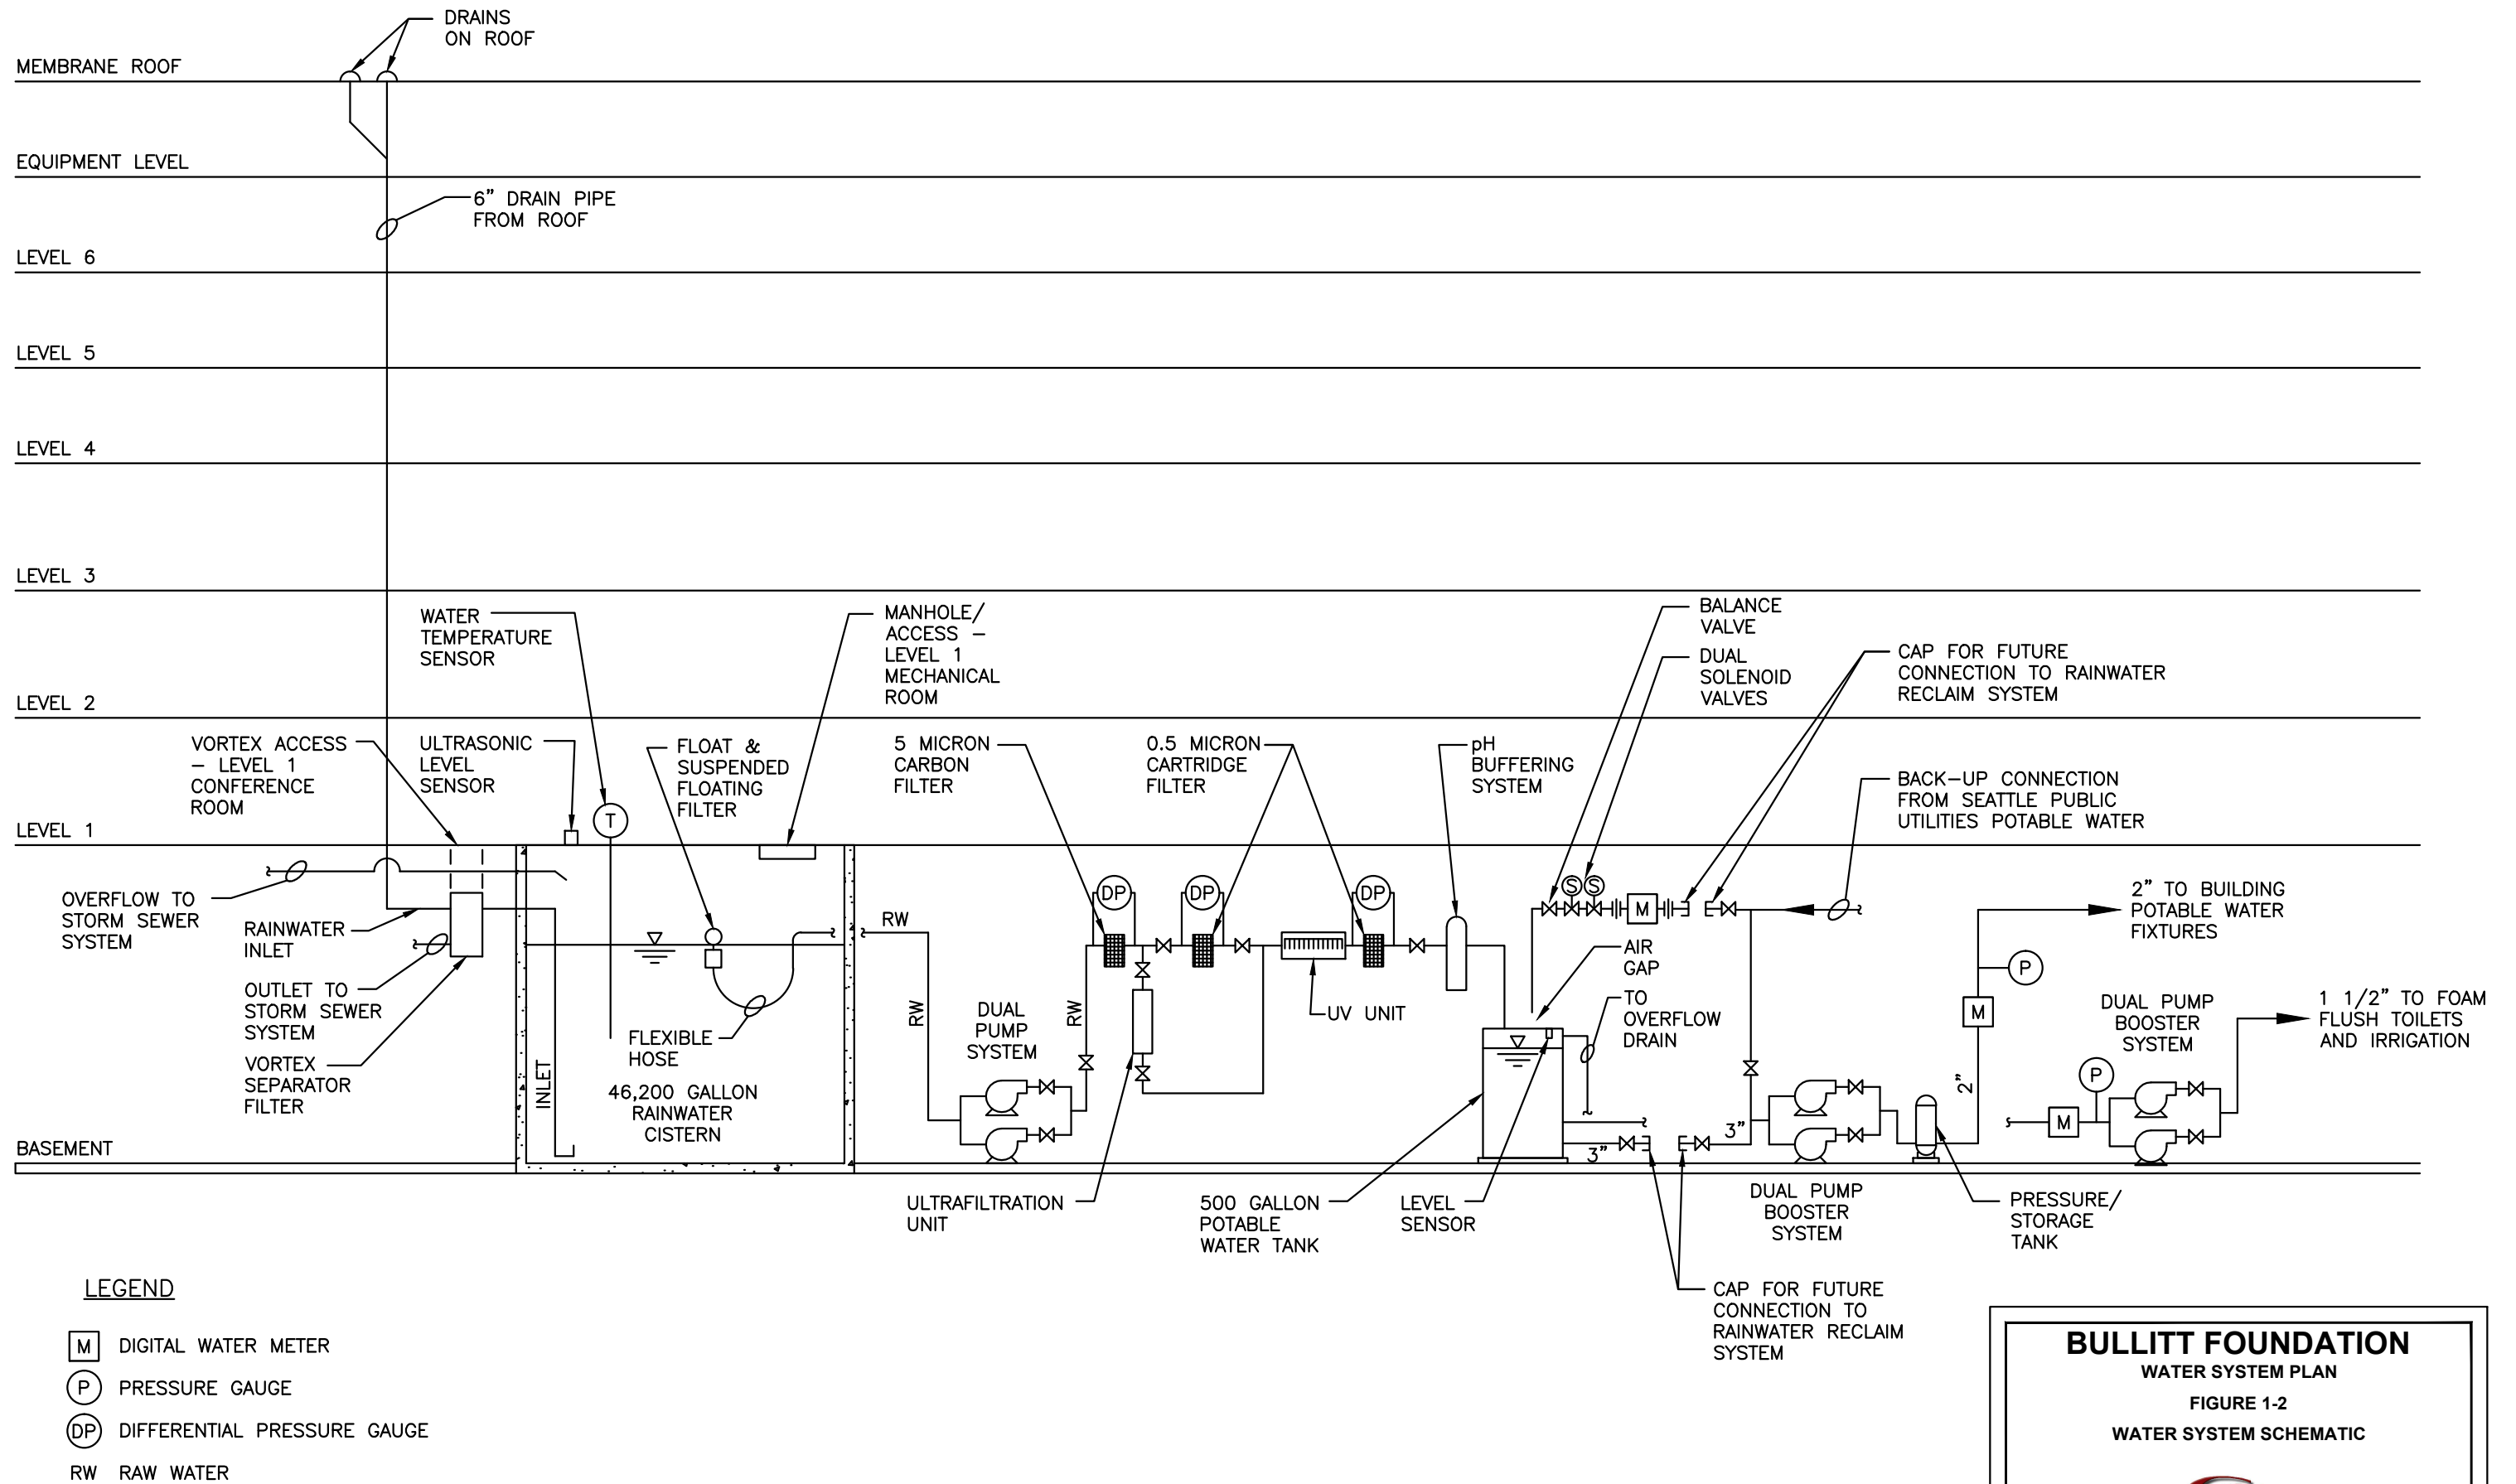 DRAINS
ON ROOF
MEMBRANE ROOF
EQUIPMENT LEVEL
6” DRAIN PIPE
FROM ROOF
LEVEL 6
LEVEL 5
LEVEL 4
LEVEL 3
WATER
TEMPERATURE
SENSOR
MANHOLE/
ACCESS –
LEVEL 1
MECHANICAL
ROOM
BALANCE
VALVE
DUAL
SOLENOID
VALVES
CAP FOR FUTURE
CONNECTION TO RAINWATER
RECLAIM SYSTEM
LEVEL 2
VORTEX ACCESS
– LEVEL 1
CONFERENCE
ROOM
ULTRASONIC
LEVEL
SENSOR
FLOAT &
SUSPENDED
FLOATING
FILTER
5 MICRON
CARBON
FILTER
0.5 MICRON
CARTRIDGE
FILTER
pH
BUFFERING
SYSTEM
BACK–UP CONNECTION
FROM SEATTLE PUBLIC
UTILITIES POTABLE WATER
LEVEL 1
T
OVERFLOW TO
STORM SEWER
SYSTEM
RAINWATER
INLET
OUTLET TO
STORM SEWER
SYSTEM
VORTEX
SEPARATOR
FILTER
INLET
FLEXIBLE
HOSE
46,200 GALLON
RAINWATER
CISTERN
RW
RW
DUAL
PUMP
SYSTEM
RW
DP
DP
DP
UV UNIT
S
S
M
AIR
GAP
TO
OVERFLOW
DRAIN
2” TO BUILDING
POTABLE WATER
FIXTURES
P
M
2”
DUAL PUMP
BOOSTER
SYSTEM
1 1/2” TO FOAM
FLUSH TOILETS
AND IRRIGATION
P
M
3”
3”
BASEMENT
ULTRAFILTRATION
UNIT
500 GALLON
POTABLE
WATER TANK
LEVEL
SENSOR
DUAL PUMP
BOOSTER
SYSTEM
PRESSURE/
STORAGE
TANK
CAP FOR FUTURE
CONNECTION TO
RAINWATER RECLAIM
SYSTEM
LEGEND
M DIGITAL WATER METER
P PRESSURE GAUGE
DP DIFFERENTIAL PRESSURE GAUGE
RW RAW WATER
BULLITT FOUNDATION
WATER SYSTEM PLAN
FIGURE 1-2
WATER SYSTEM SCHEMATIC